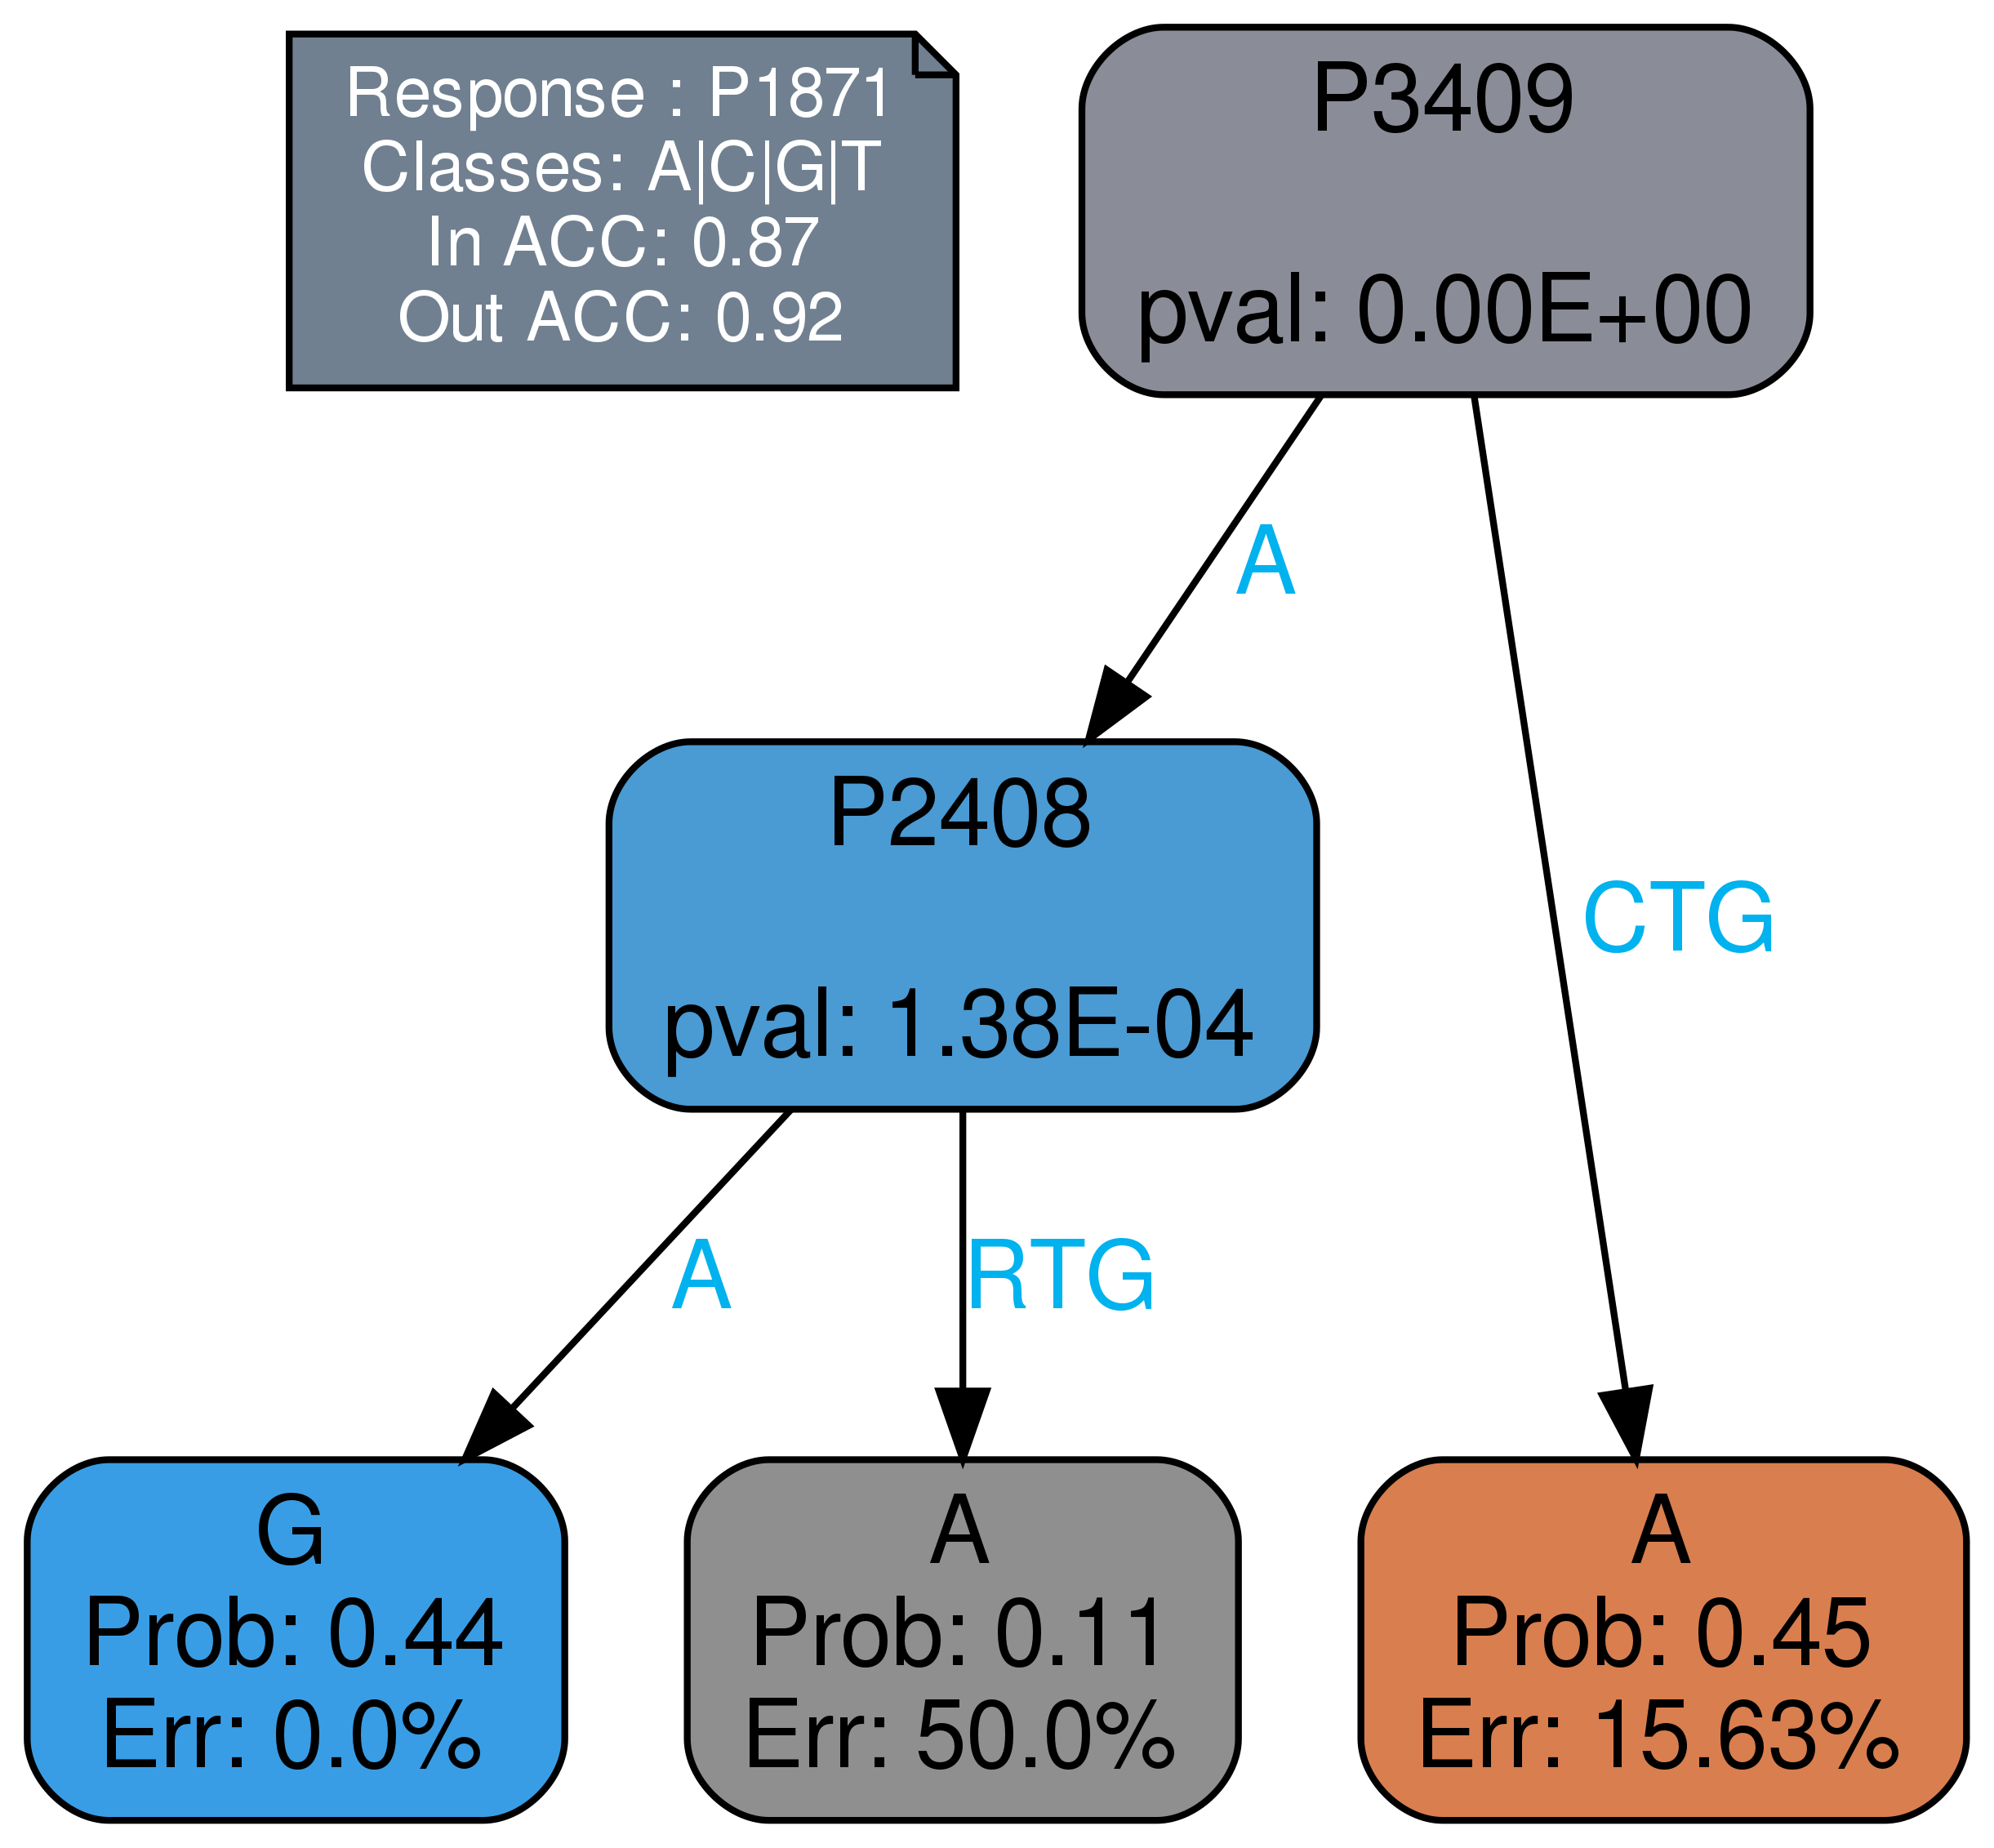 Response : P1871
Classes: A|C|G|T
In ACC: 0.87
Out ACC: 0.92
P3409
pval: 0.00E+00
A
CTG
P2408
pval: 1.38E-04
A
RTG
G
Prob: 0.44
Err: 0.0%
A
Prob: 0.11
Err: 50.0%
A
Prob: 0.45
Err: 15.63%